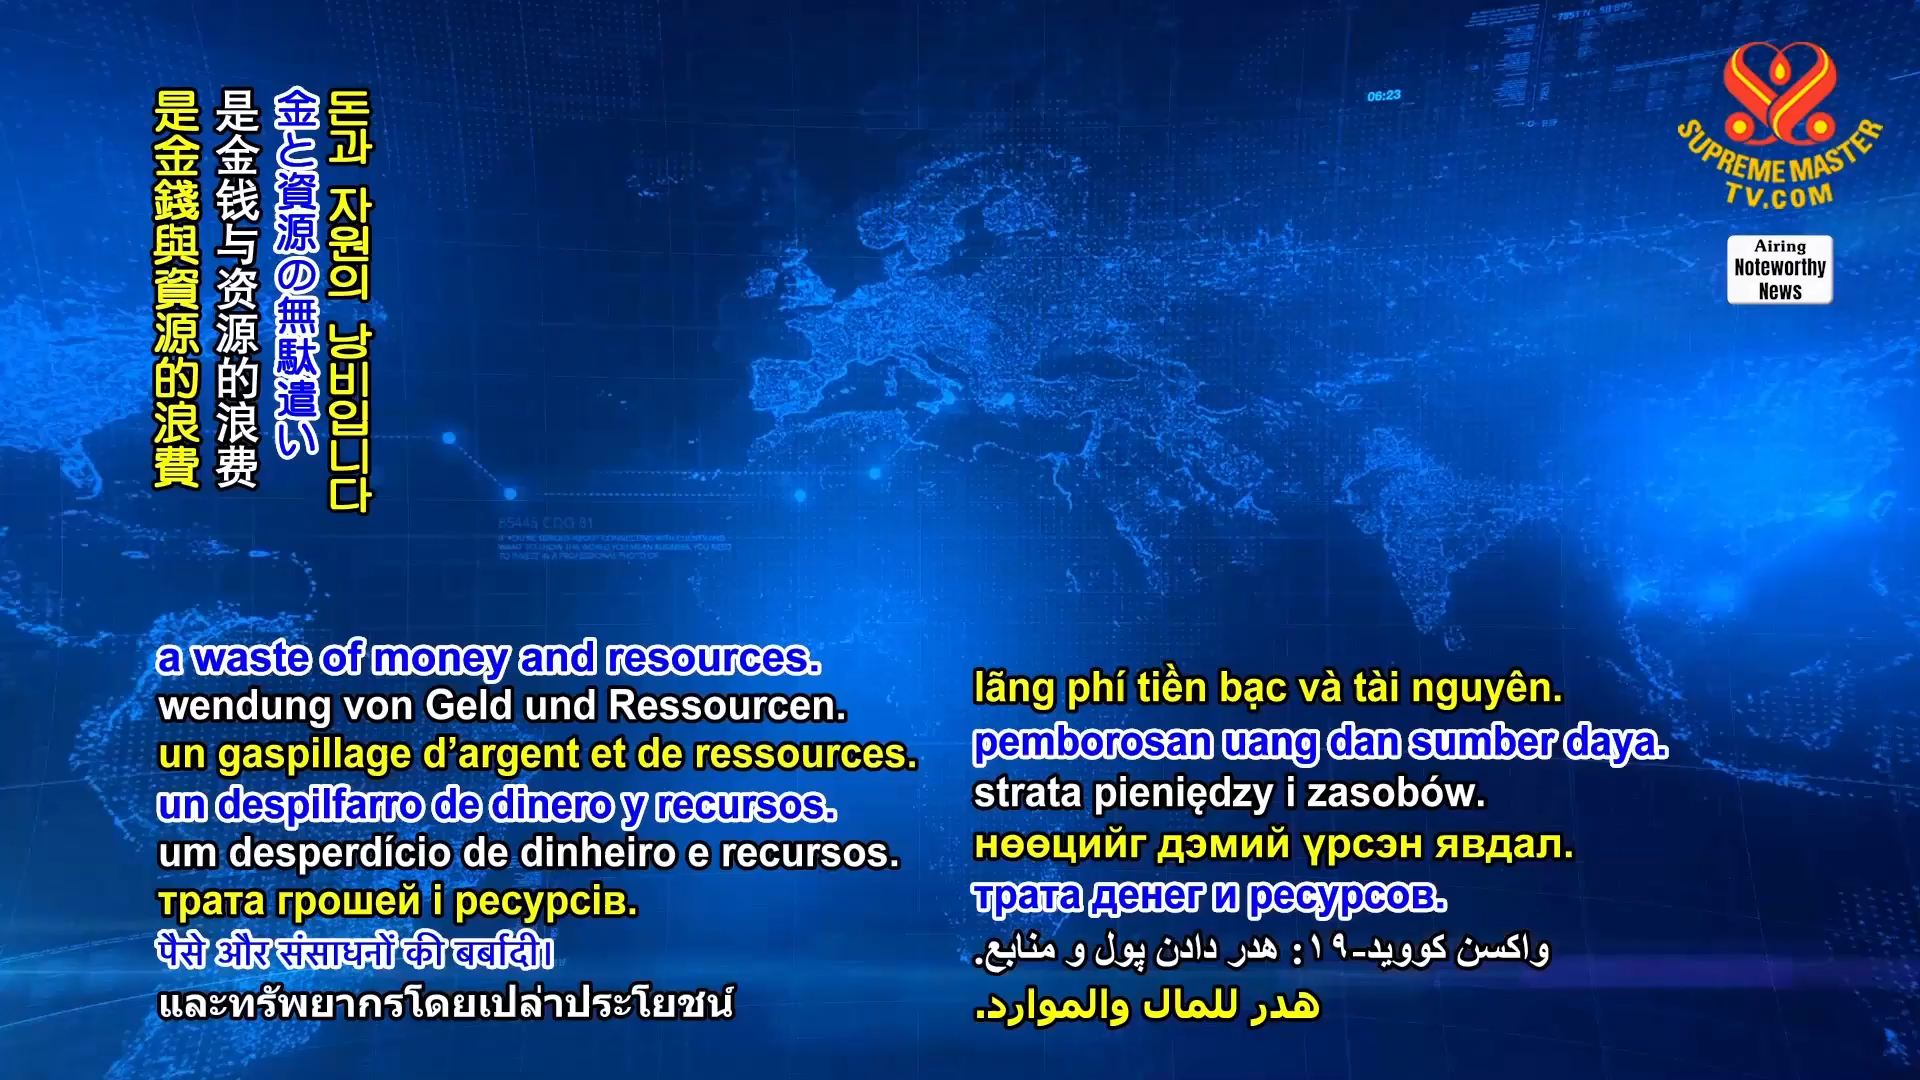 是金錢與資源的浪費
是金钱与资源的浪费
金と資源の無駄遣い
돈과 자원의 낭비입니다
06:23
SUPREME MASTER
TV.COM
Airing
Noteworthy
News
65445 CDO 81
a waste of money and resources.
wendung von Geld und Ressourcen.
un gaspillage d’argent et de ressources.
un despilfarro de dinero y recursos.
um desperdício de dinheiro e recursos.
трата грошей і ресурсів.
पैसे और संसाधनों की बर्बादी।
และทรัพยากรโดยเปล่าประโยชน์
lãng phí tiền bạc và tài nguyên.
pemborosan uang dan sumber daya.
strata pieniędzy i zasobów.
нөөцийг дэмий үрсэн явдал.
трата денег и ресурсов.
واکسن کووید-۱۹: هدر دادن پول و منابع.
هدر للمال والموارد.